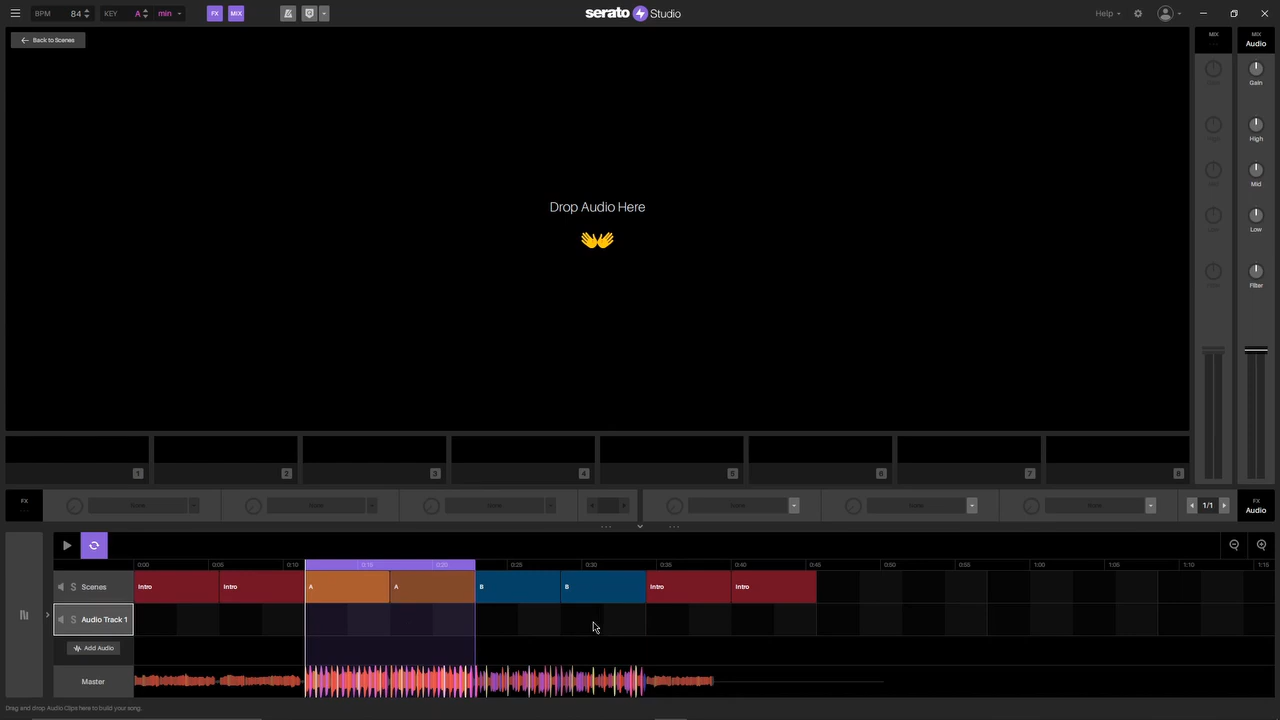 BPM 84 KEY A min FX MIX serato Studio Help
Back to Scenes
MIX MIX
Audio
Gain
High
Mid
Low
Filter
Drop Audio Here
1 2 3 4 5 6 7 8
FX FX
1/1 Audio
0:00 0:05 0:10 0:15 0:20 0:25 0:30 0:35 0:40 0:45 0:50 0:55 1:00 1:05 1:10 1:15
Scenes Intro Intro A A B B Intro Intro
S Audio Track 1
Add Audio
Master
Drag and drop Audio Clips here to build your song.